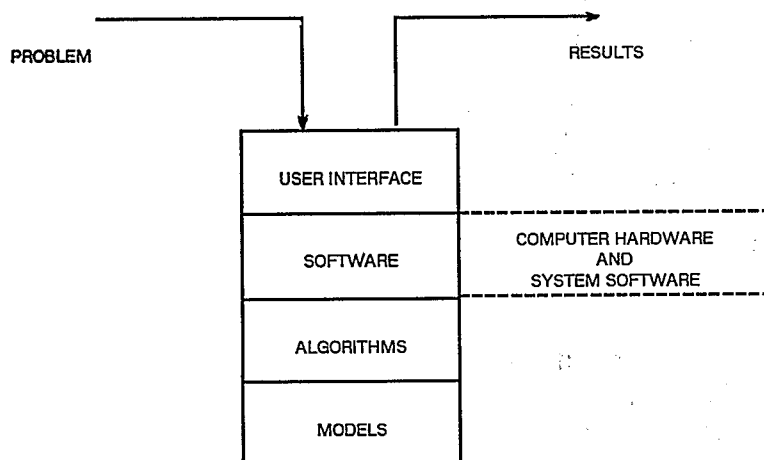 PROBLEM
RESULTS
USER INTERFACE
SOFTWARE
COMPUTER HARDWARE
AND
SYSTEM SOFTWARE
ALGORITHMS
MODELS